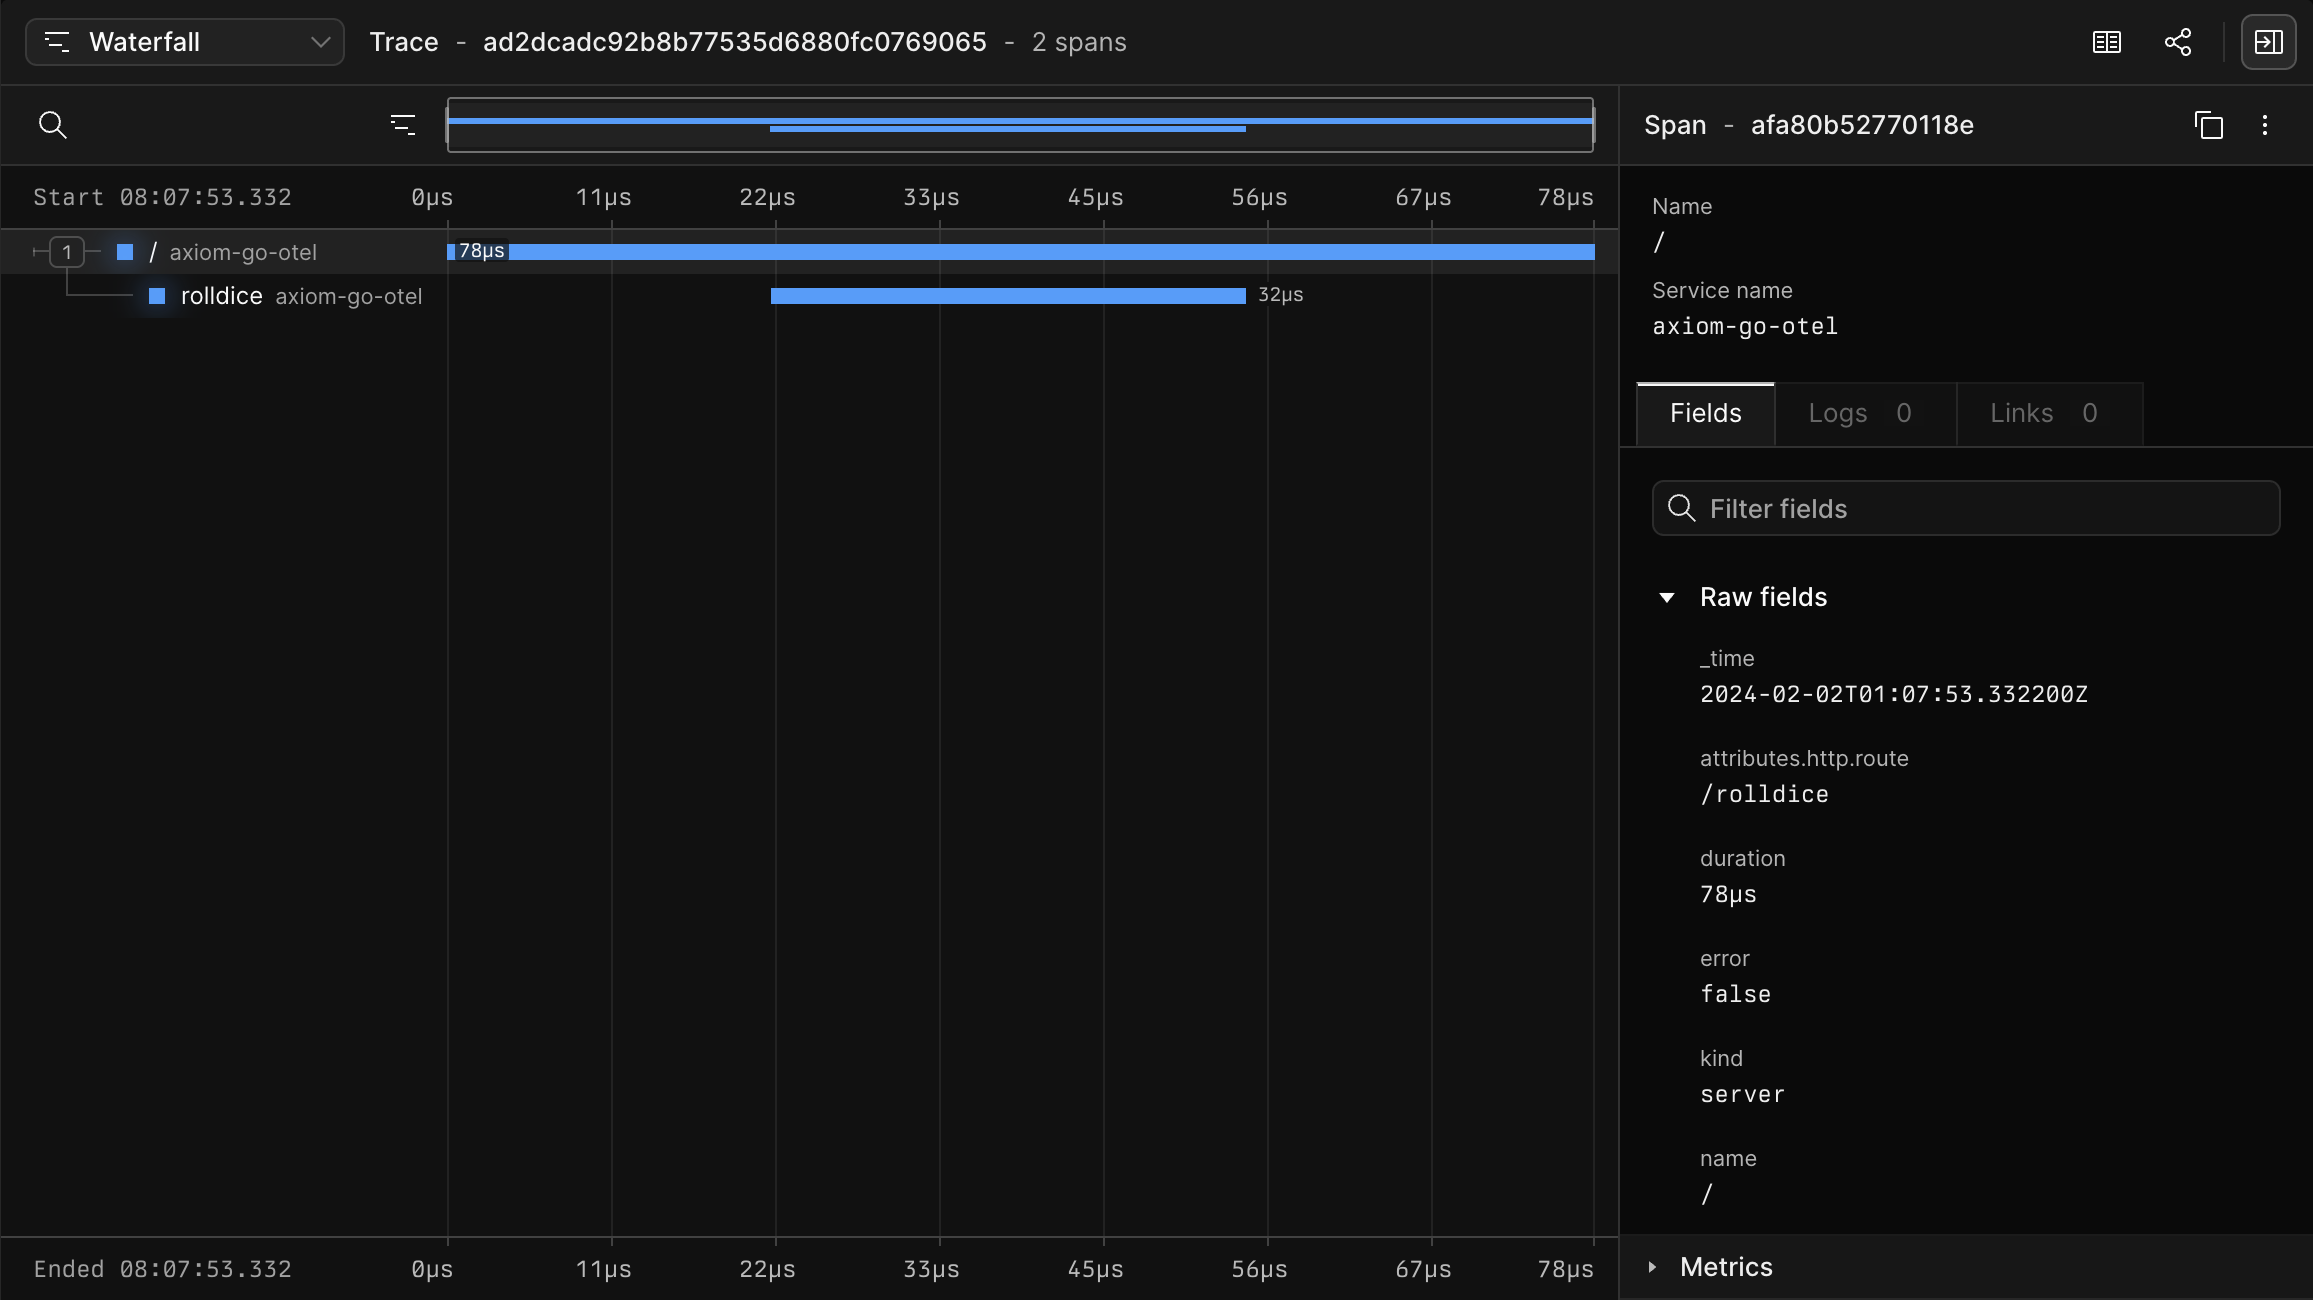 Waterfall
Trace - ad2dcadc92b8b77535d6880fc0769065 - 2 spans
Start 08:07:53.332 0μs 11μs 22μs 33μs 45μs 56μs 67μs 78μs
1 / axiom-go-otel 78μs
rolldice axiom-go-otel 32μs
Ended 08:07:53.332 0μs 11μs 22μs 33μs 45μs 56μs 67μs 78μs
Span - afa80b52770118e
Name
/
Service name
axiom-go-otel
Fields Logs 0 Links 0
Filter fields
Raw fields
_time
2024-02-02T01:07:53.332200Z
attributes.http.route
/rolldice
duration
78μs
error
false
kind
server
name
/
Metrics